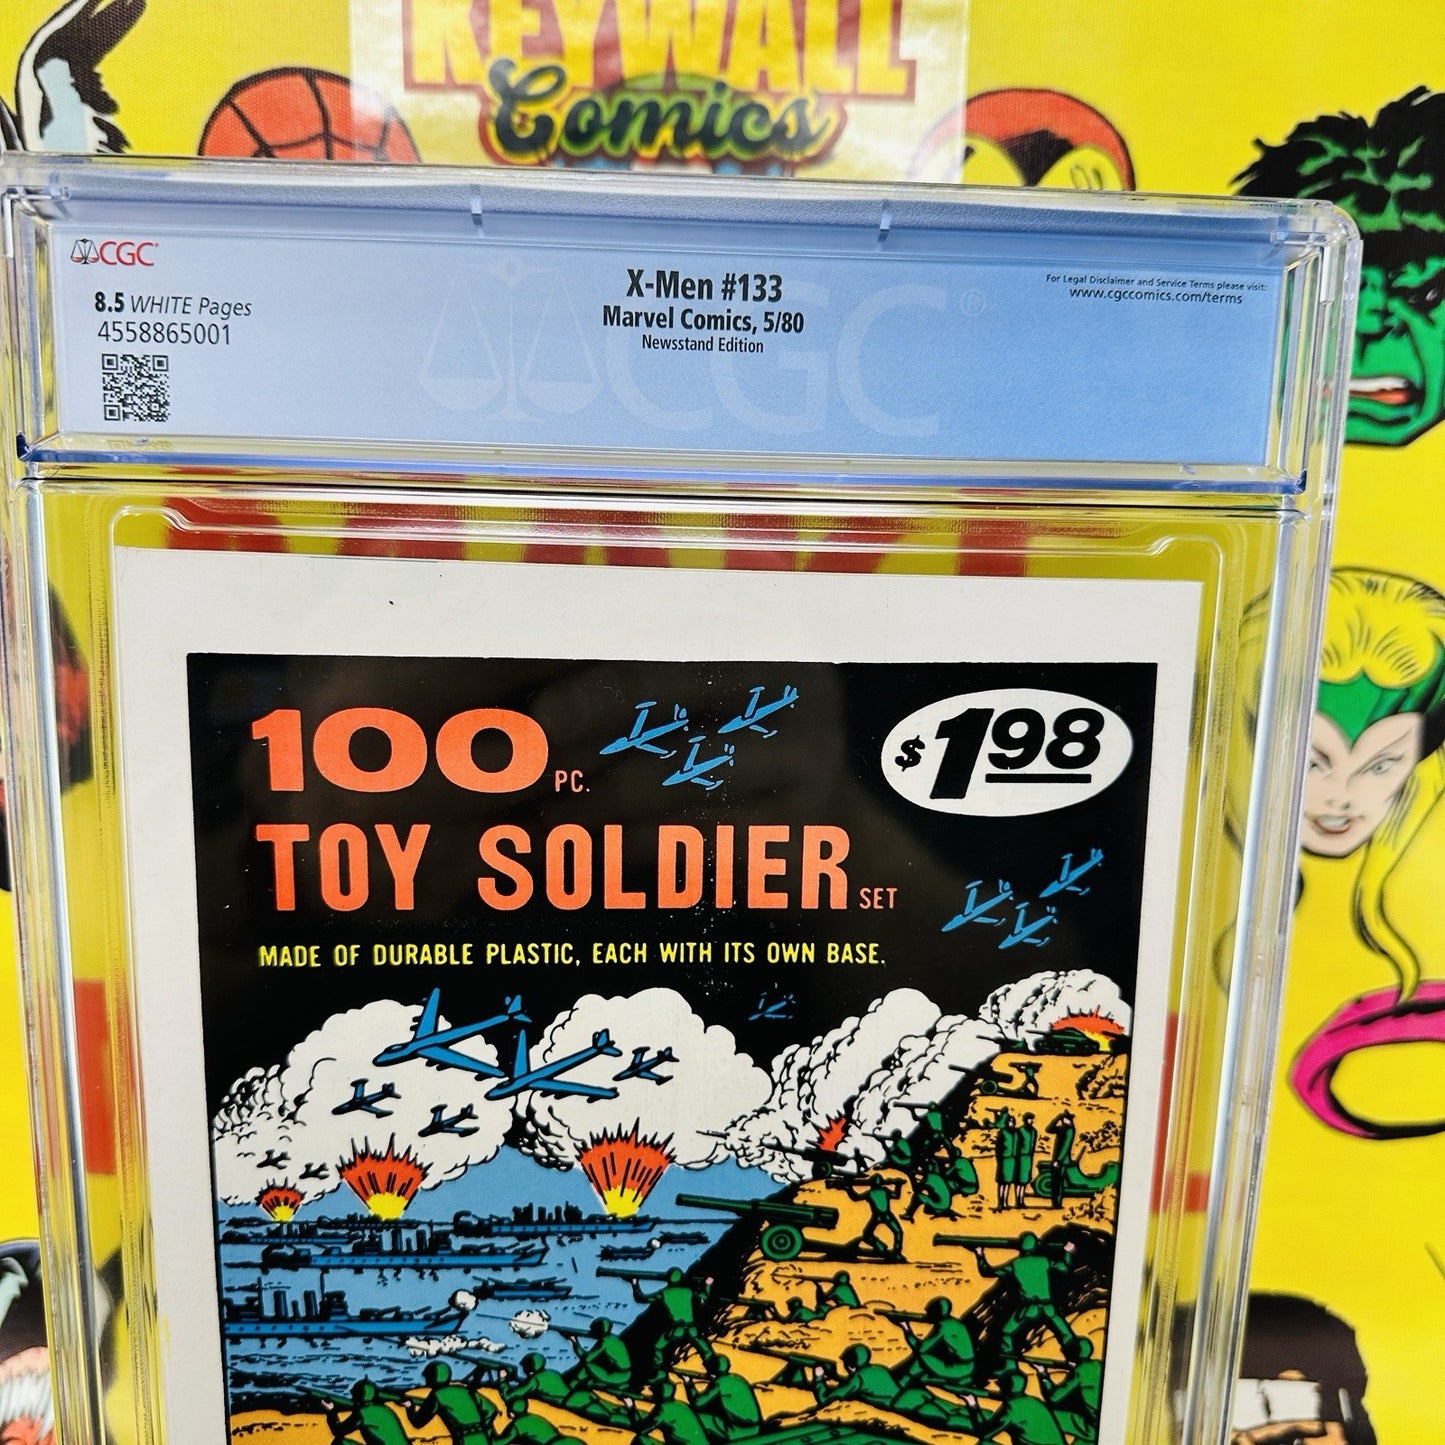 KEYWALL
Comics
CGC
8.5 WHITE Pages
4558865001
X-Men #133
Marvel Comics, 5/80
Newsstand Edition
For Legal Disclaimer and Service Terms please visit:
www.cgccomics.com/terms
CGC®
100 PC.
$1.98
TOY SOLDIER SET
MADE OF DURABLE PLASTIC, EACH WITH ITS OWN BASE.